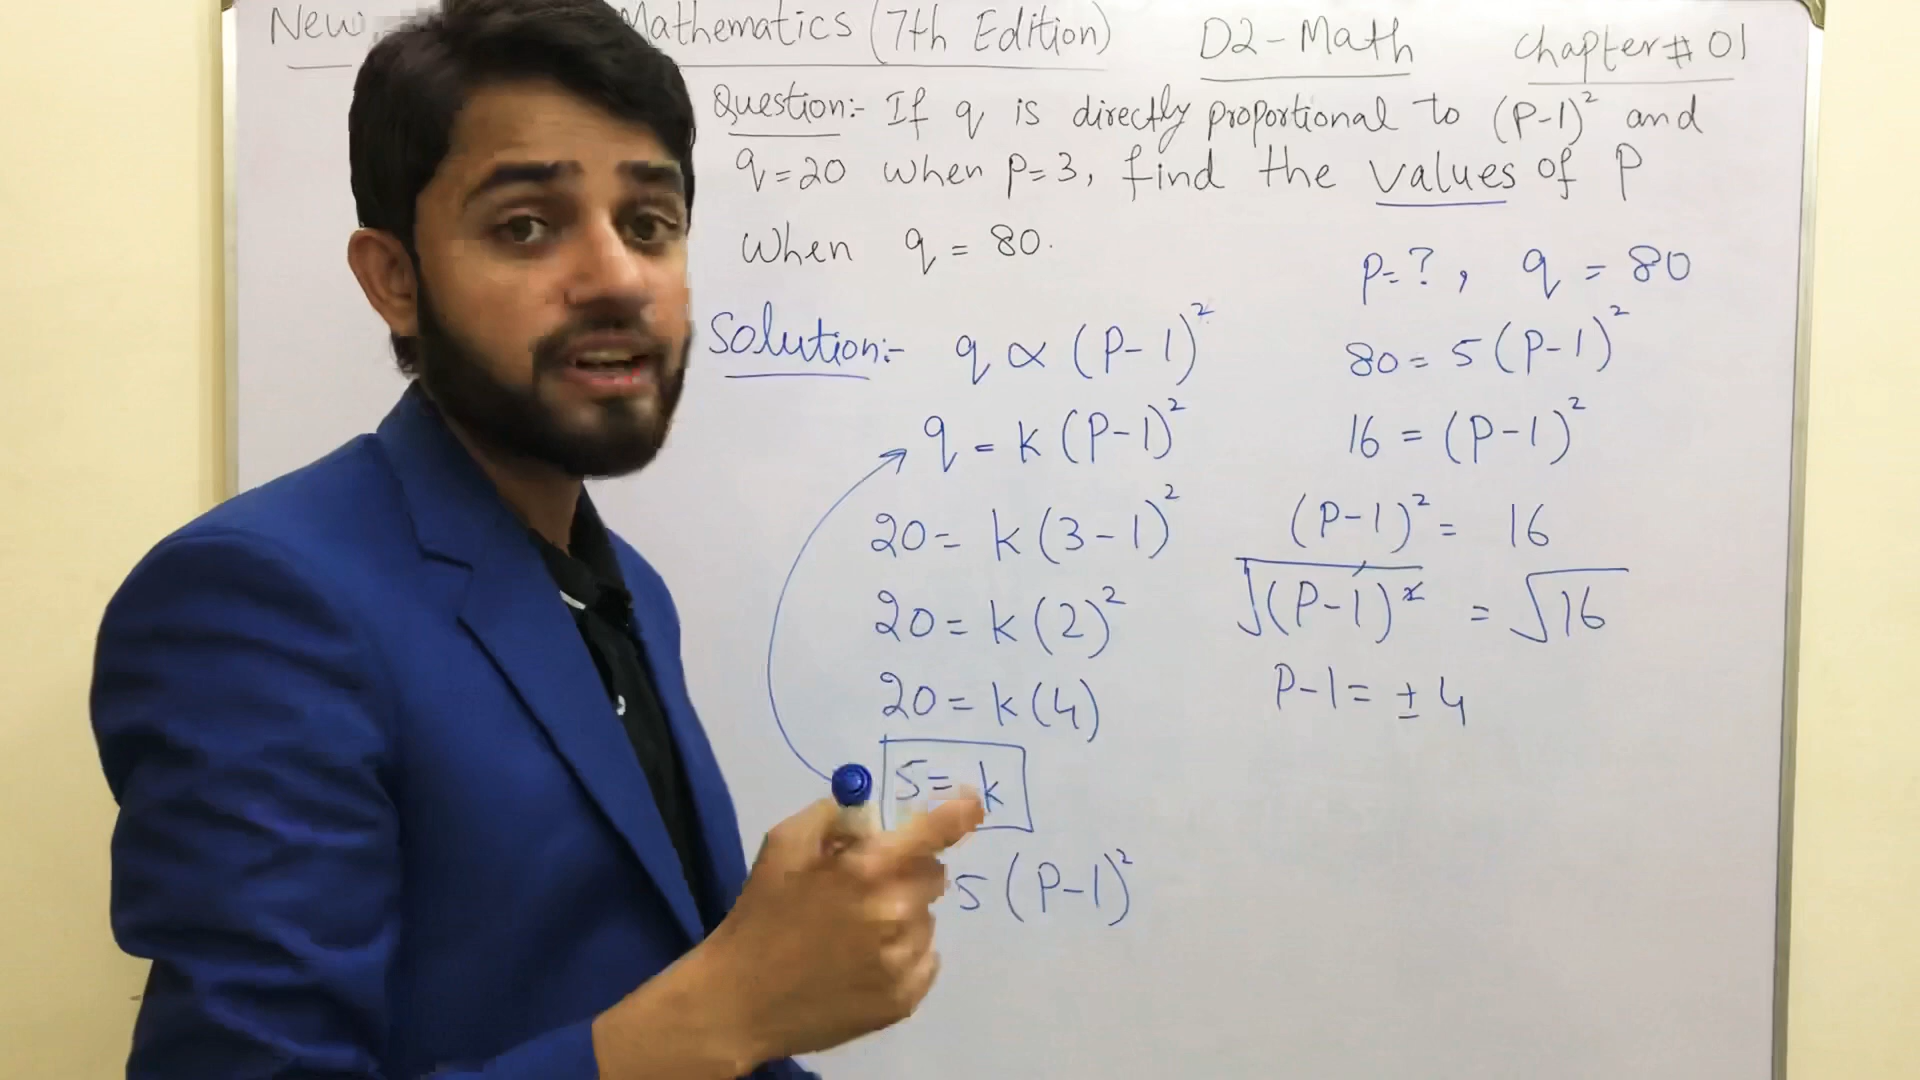 New Mathematics (7th Edition) D2-Math Chapter# 01
Question:- If q is directly proportional to (P-1)² and
q=20 when p=3, find the values of P
when q = 80.
P=?, q = 80
Solution:- q ∝ (P-1)²
q = k(P-1)²
20= k(3-1)²
20= k(2)²
20= k(4)
5= k
5(P-1)²
80= 5(P-1)²
16 = (P-1)²
(P-1)² = 16
√(P-1)² = √16
P-1= ±4